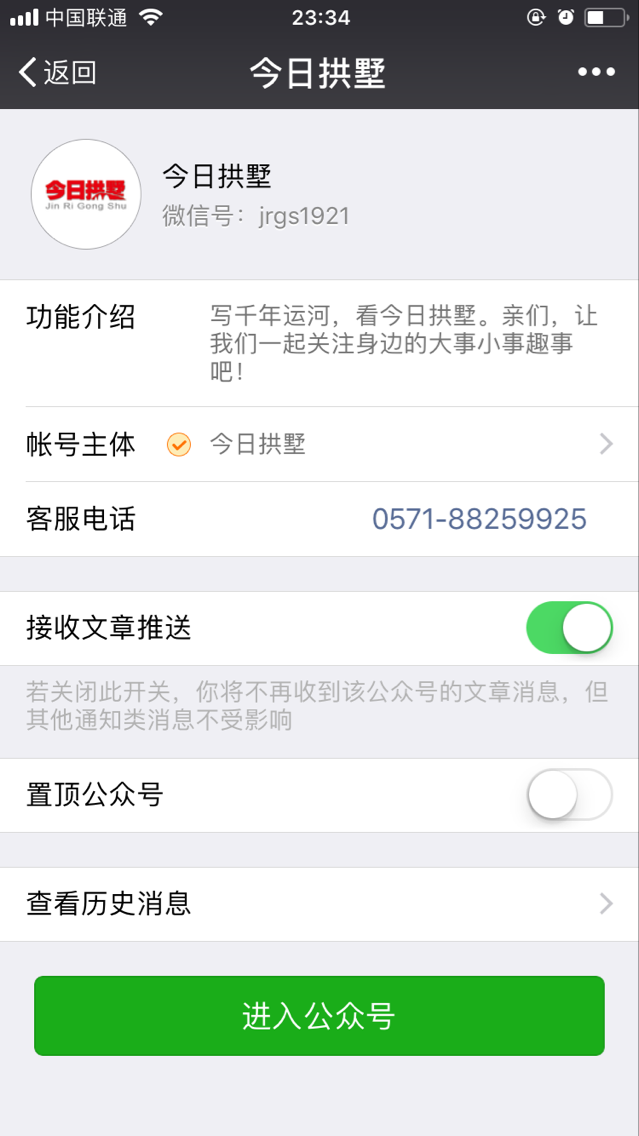 中国联通 23:34
返回 今日拱墅
今日拱墅
Jin Ri Gong Shu
今日拱墅
微信号：jrgs1921
功能介绍 写千年运河，看今日拱墅。亲们，让
我们一起关注身边的大事小事趣事
吧！
帐号主体 今日拱墅
客服电话 0571-88259925
接收文章推送
若关闭此开关，你将不再收到该公众号的文章消息，但
其他通知类消息不受影响
置顶公众号
查看历史消息
进入公众号